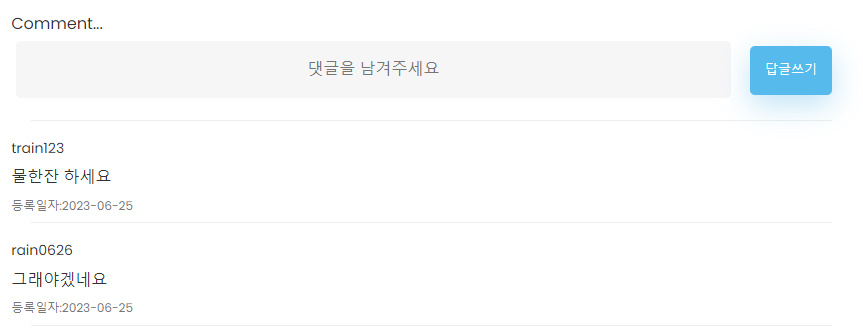 Comment...
댓글을 남겨주세요
답글쓰기
train123
물한잔 하세요
등록일자:2023-06-25
rain0626
그래야겠네요
등록일자:2023-06-25